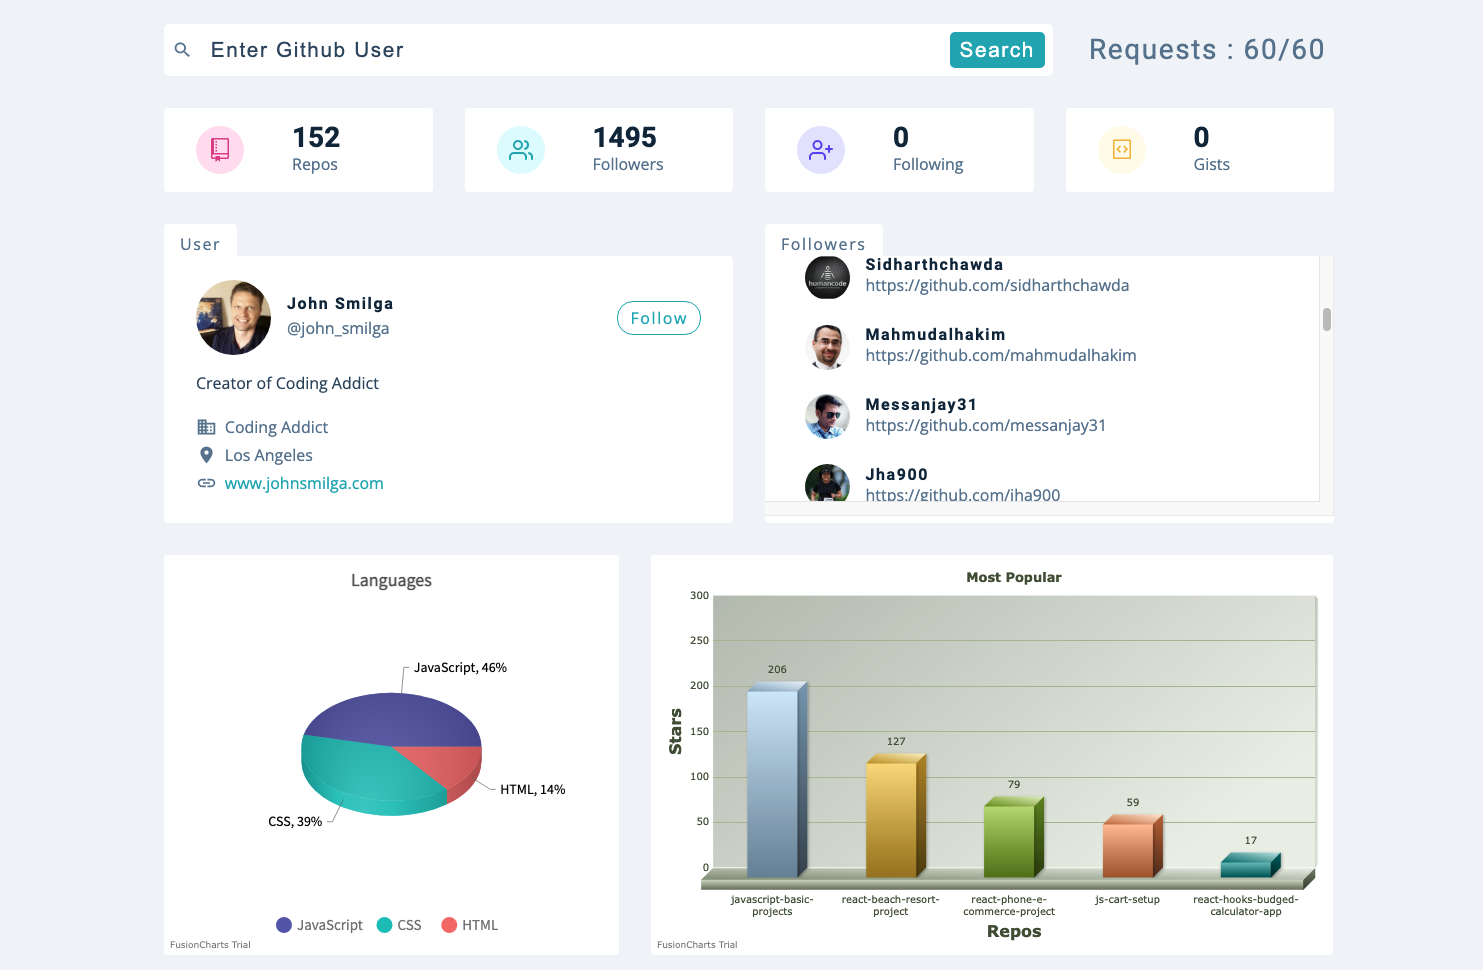 Enter Github User
Search
Requests : 60/60
152
Repos
1495
Followers
0
Following
0
Gists
User
John Smilga
@john_smilga
Follow
Creator of Coding Addict
Coding Addict
Los Angeles
www.johnsmilga.com
Followers
humancode
Sidharthchawda
https://github.com/sidharthchawda
Mahmudalhakim
https://github.com/mahmudalhakim
Messanjay31
https://github.com/messanjay31
Jha900
https://github.com/jha900
Languages
JavaScript, 46%
HTML, 14%
CSS, 39%
JavaScript
CSS
HTML
FusionCharts Trial
Most Popular
Stars
300
250
200
150
100
50
0
206
127
79
59
17
javascript-basic-
projects
react-beach-resort-
project
react-phone-e-
commerce-project
js-cart-setup
react-hooks-budged-
calculator-app
Repos
FusionCharts Trial